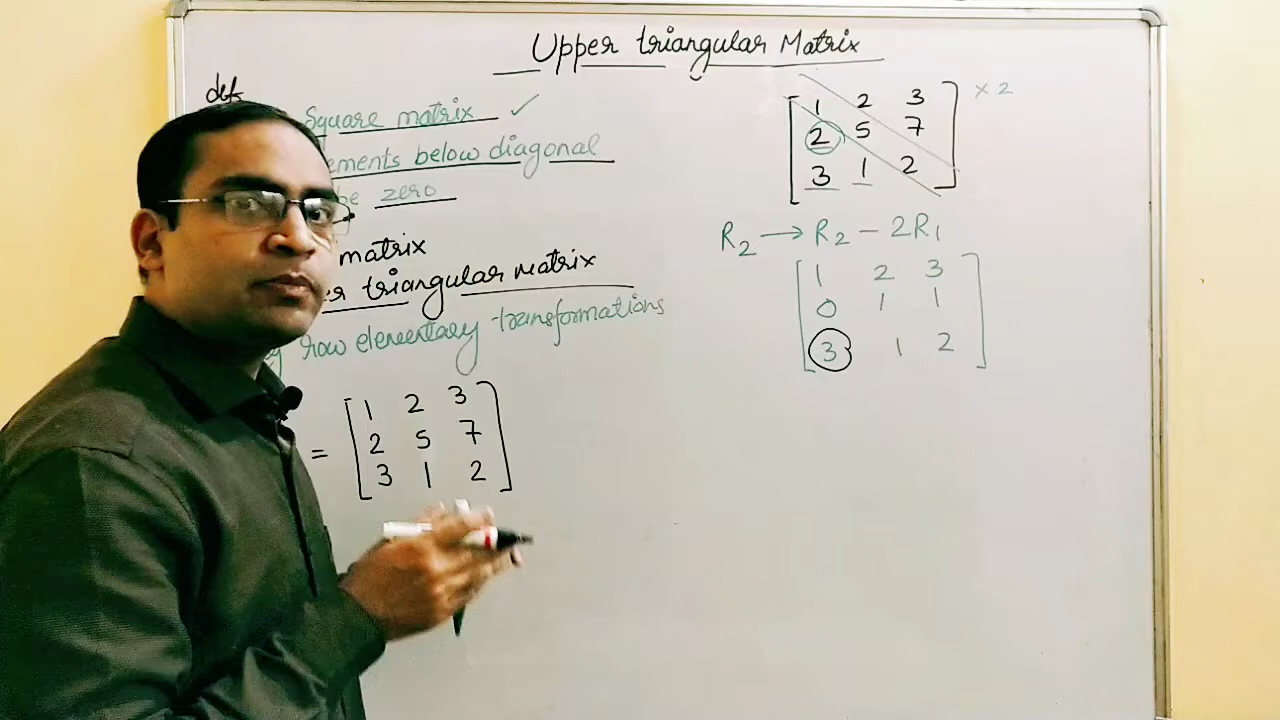 Upper triangular Matrix
def
Square matrix ✓
ements below diagonal
be zero
matrix
er triangular matrix
row elementary transformations
= [1 2 3
2 5 7
3 1 2]
[1 2 3
2 5 7
3 1 2] × 2
R2 → R2 - 2R1
[1 2 3
0 1 1
3 1 2]